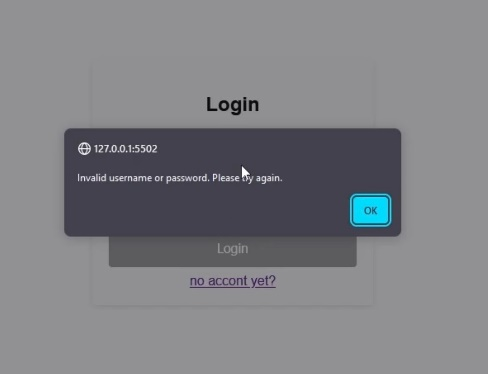 Login
127.0.0.1:5502
Invalid username or password. Please try again.
OK
Login
no accont yet?